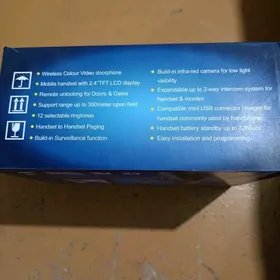 Wireless Colour Video doorphone
Mobile handset with 2.4"TFT LCD display
Remote unlocking for Doors & Gates
Support range up to 300meter open field
12 selectable ringtones
Handset to Handset Paging
Build-in Surveillance function
Build-in infra-red camera for low light
visibility
Expandable up to 2-way intercom system for
handset & monitor
Compatible mini USB connector charger for
handset commonly used by handphone
Handset battery standby up to
Easy installation and programming